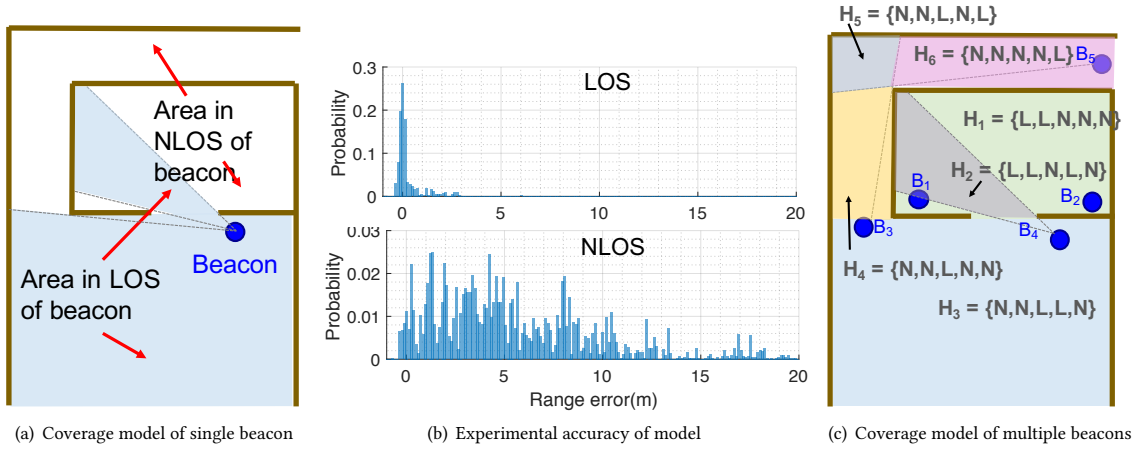 Area in
NLOS of
beacon
Area in LOS
of beacon
Beacon
(a) Coverage model of single beacon
LOS
Probability
0.3
0.2
0.1
0
0 5 10 15 20
NLOS
Probability
0.03
0.02
0.01
0
0 5 10 15 20
Range error(m)
(b) Experimental accuracy of model
H5 = {N,N,L,N,L}
H6 = {N,N,N,N,L}
B5
H1 = {L,L,N,N,N}
H2 = {L,L,N,L,N}
B1
B2
B3
B4
H4 = {N,N,L,N,N}
H3 = {N,N,L,L,N}
(c) Coverage model of multiple beacons